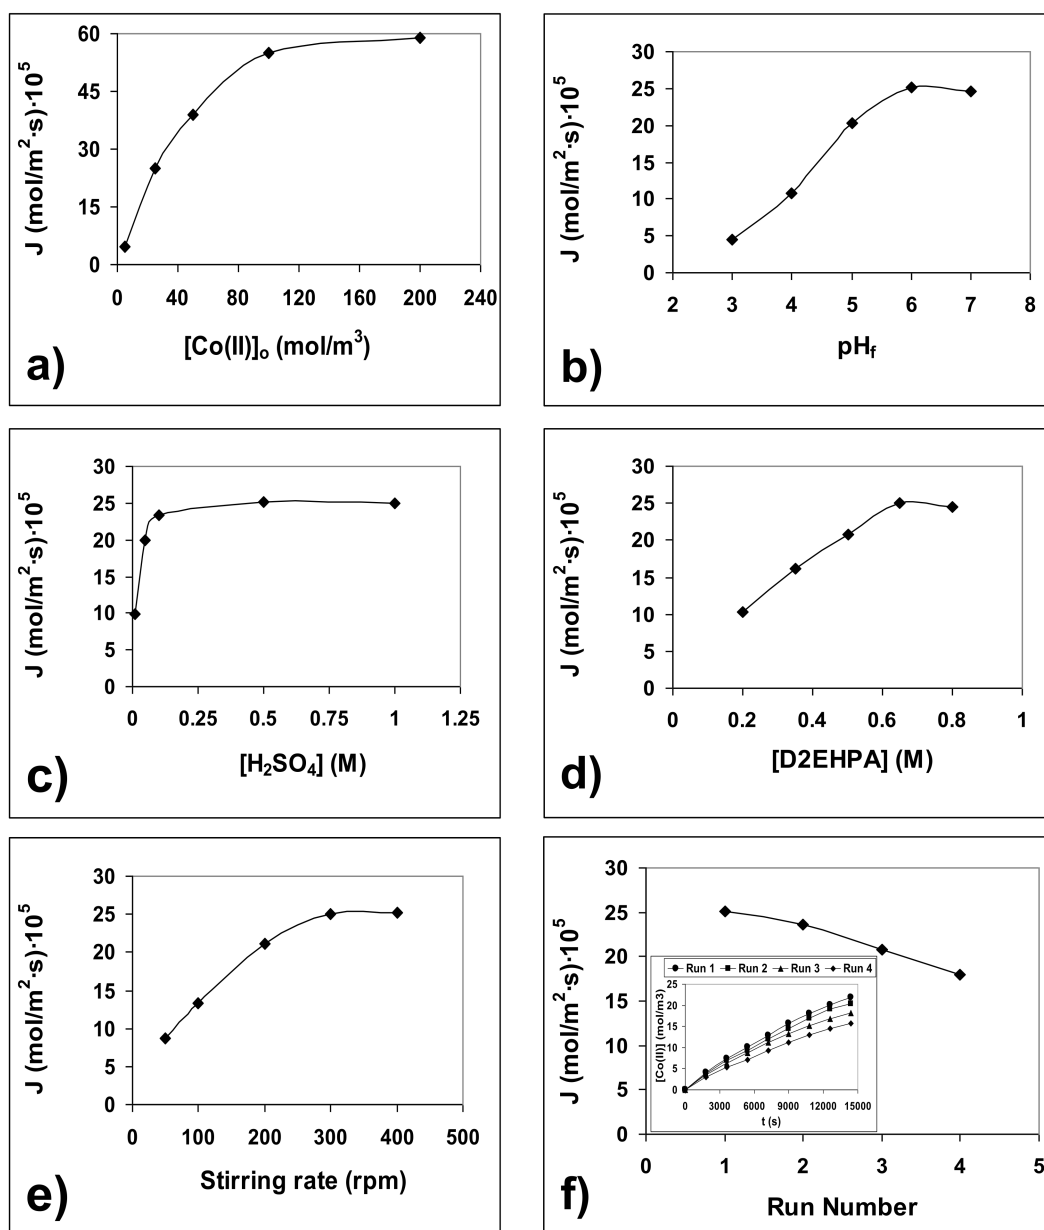 60
45
30
15
0
J (mol/m²·s)·10⁵
0 40 80 120 160 200 240
[Co(II)]ₒ (mol/m³)
a)
30
25
20
15
10
5
0
J (mol/m²·s)·10⁵
2 3 4 5 6 7 8
pH_f
b)
30
25
20
15
10
5
0
J (mol/m²·s)·10⁵
0 0.25 0.5 0.75 1 1.25
[H₂SO₄] (M)
c)
30
25
20
15
10
5
0
J (mol/m²·s)·10⁵
0 0.2 0.4 0.6 0.8 1
[D2EHPA] (M)
d)
30
25
20
15
10
5
0
J (mol/m²·s)·10⁵
0 100 200 300 400 500
Stirring rate (rpm)
e)
30
25
20
15
10
5
0
J (mol/m²·s)·10⁵
Run 1 Run 2 Run 3 Run 4
25
20
15
10
5
0
[Co(II)] (mol/m3)
0 3000 6000 9000 12000 15000
t (s)
0 1 2 3 4 5
Run Number
f)